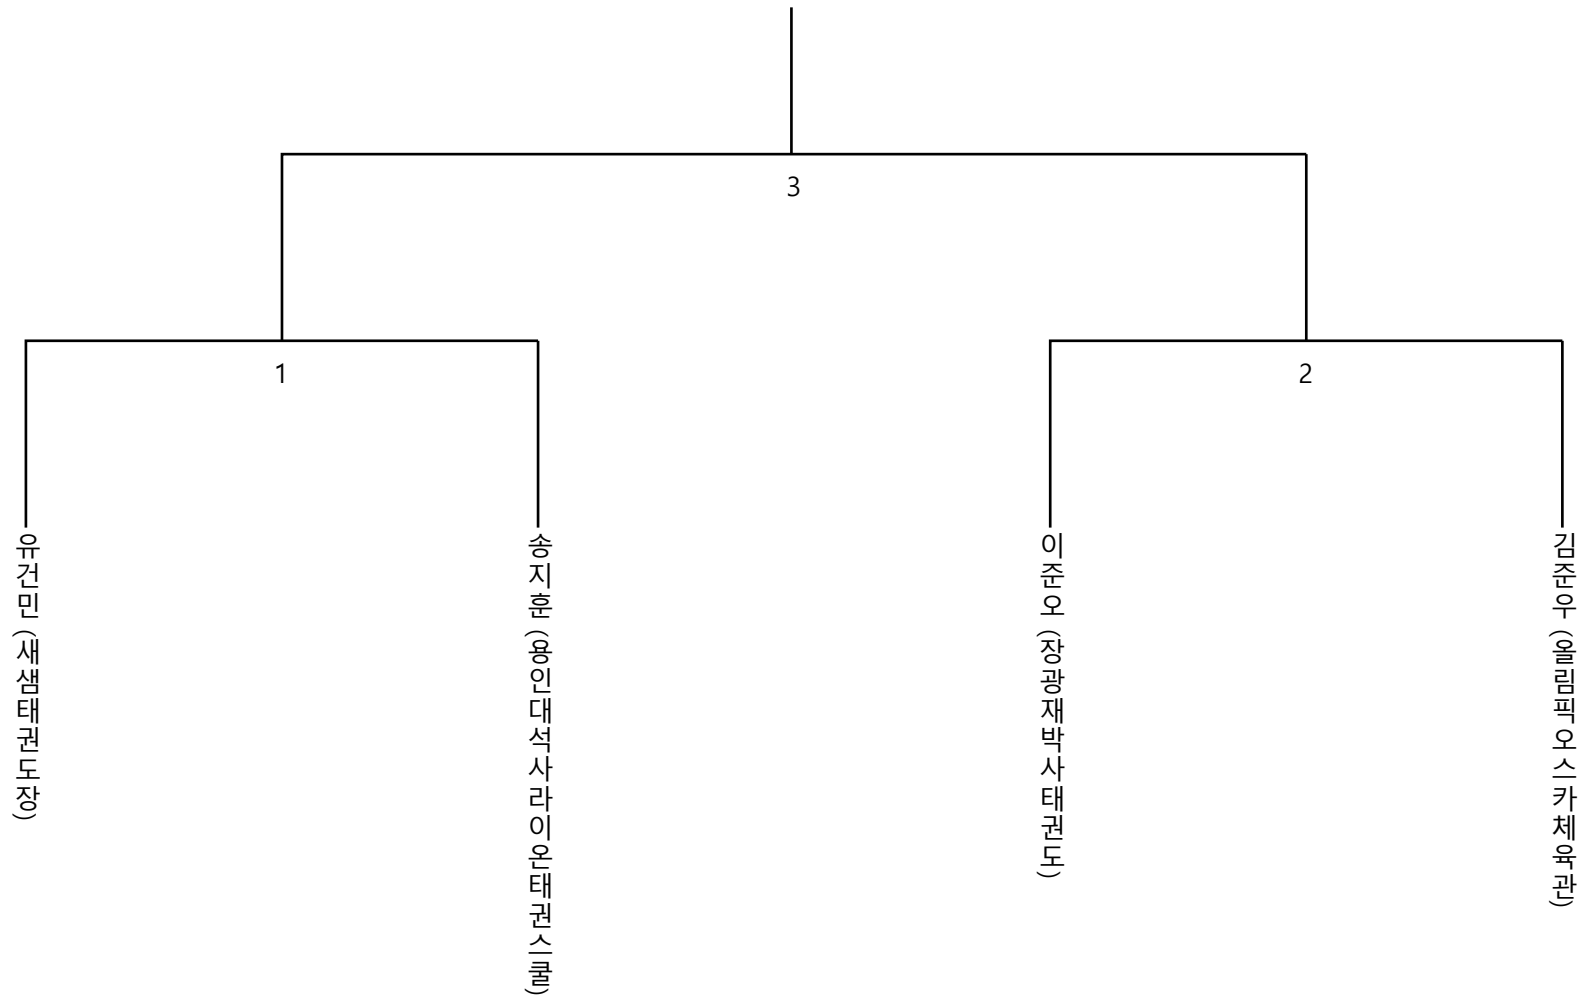 3
1
2
유건민 (새샘태권도장)
송지훈 (용인대석사라이온태권스쿨)
이준오 (장광재박사태권도)
김준우 (올림픽오스카체육관)